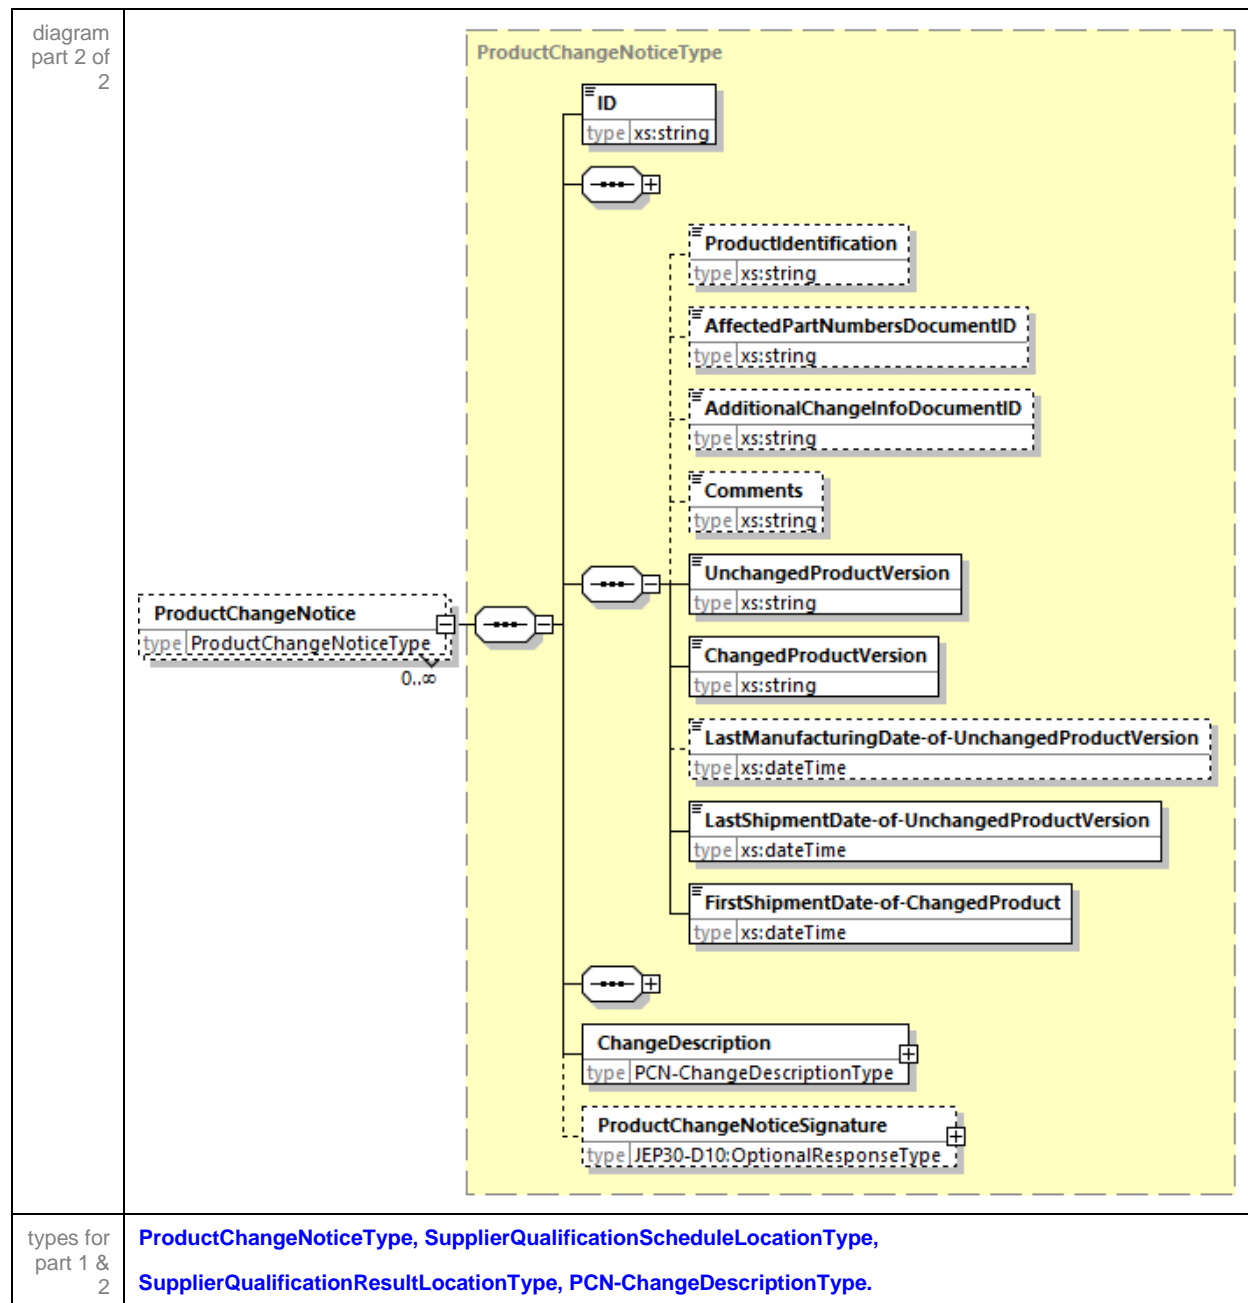 diagram
part 2 of
2
ProductChangeNoticeType
ID
type xs:string
ProductIdentification
type xs:string
AffectedPartNumbersDocumentID
type xs:string
AdditionalChangeInfoDocumentID
type xs:string
Comments
type xs:string
UnchangedProductVersion
type xs:string
ProductChangeNotice
type ProductChangeNoticeType
0..∞
ChangedProductVersion
type xs:string
LastManufacturingDate-of-UnchangedProductVersion
type xs:dateTime
LastShipmentDate-of-UnchangedProductVersion
type xs:dateTime
FirstShipmentDate-of-ChangedProduct
type xs:dateTime
ChangeDescription
type PCN-ChangeDescriptionType
ProductChangeNoticeSignature
type JEP30-D10:OptionalResponseType
types for
part 1 &
2
ProductChangeNoticeType, SupplierQualificationScheduleLocationType,
SupplierQualificationResultLocationType, PCN-ChangeDescriptionType.